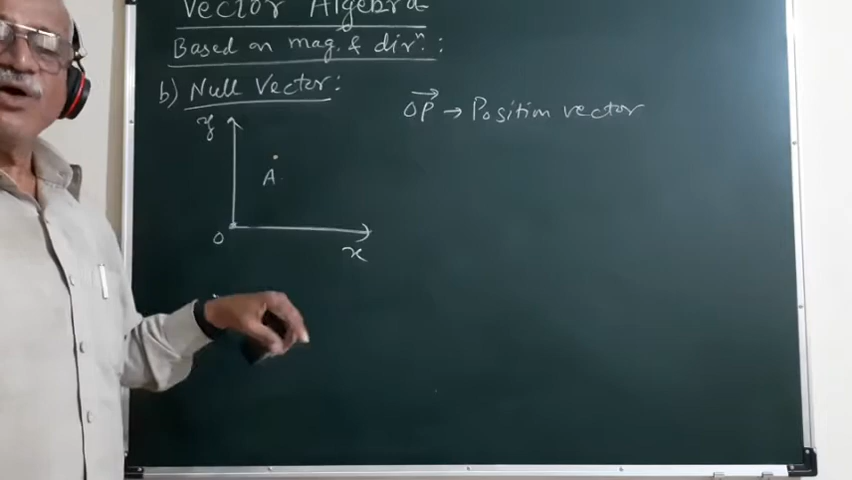 Vector Algebra
Based on mag. & dirⁿ. :
b) Null Vector :
OP → Position vector
y
A
O
x